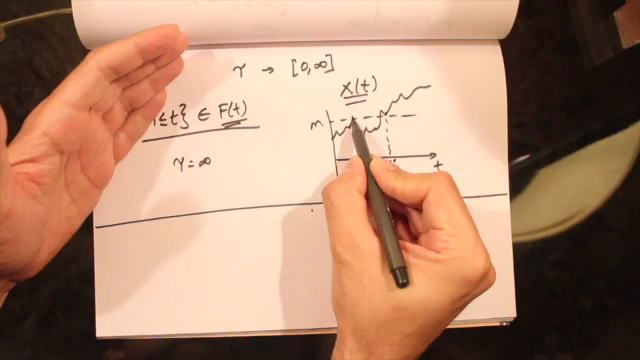 τ → [0,∞]
≤t} ∈ F(t)
τ=∞
X(t)
m
t